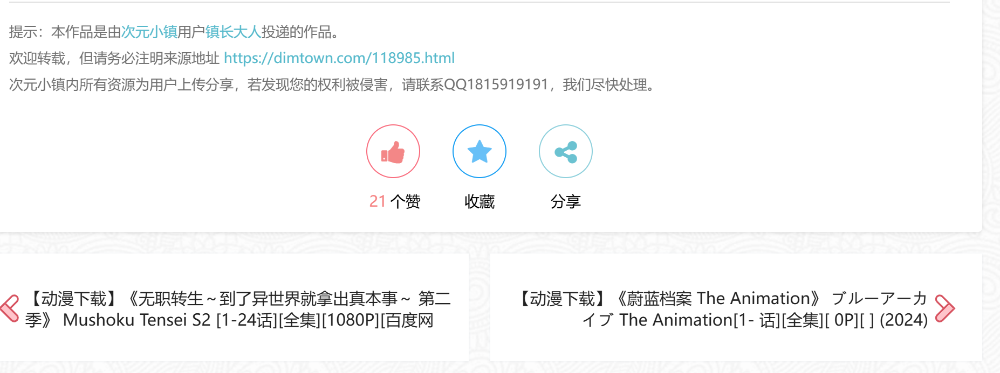 提示：本作品是由次元小镇用户镇长大人投递的作品。
欢迎转载，但请务必注明来源地址 https://dimtown.com/118985.html
次元小镇内所有资源为用户上传分享，若发现您的权利被侵害，请联系QQ1815919191，我们尽快处理。
21 个赞
收藏
分享
【动漫下载】《无职转生～到了异世界就拿出真本事～ 第二
季》 Mushoku Tensei S2 [1-24话][全集][1080P][百度网
【动漫下载】《蔚蓝档案 The Animation》 ブルーアーカ
イブ The Animation[1- 话][全集][ 0P][ ] (2024)